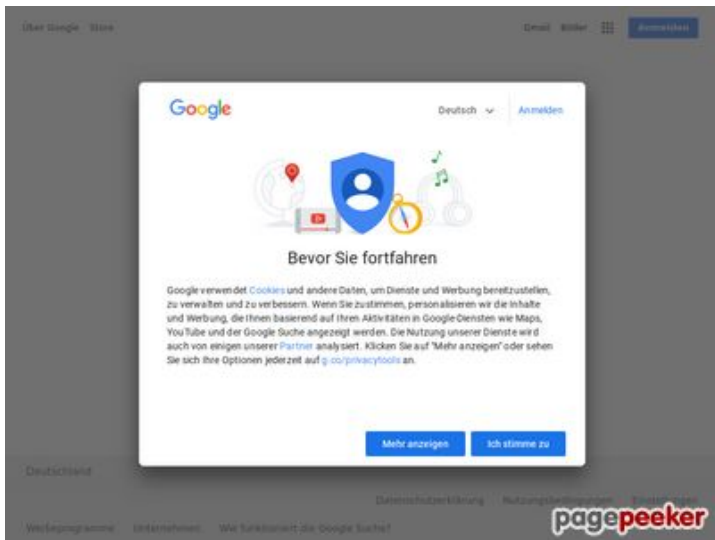 Über Google Store
Gmail Bilder Anmelden
Google
Deutsch Anmelden
Bevor Sie fortfahren
Google verwendet Cookies und andere Daten, um Dienste und Werbung bereitzustellen,
zu verwalten und zu verbessern. Wenn Sie zustimmen, personalisieren wir die Inhalte
und Werbung, die Ihnen basierend auf Ihren Aktivitäten in Google-Diensten wie Maps,
YouTube und der Google Suche angezeigt werden. Die Nutzung unserer Dienste wird
auch von einigen unserer Partner analysiert. Klicken Sie auf "Mehr anzeigen" oder sehen
Sie sich Ihre Optionen jederzeit auf g.co/privacytools an.
Mehr anzeigen Ich stimme zu
Deutschland
Datenschutzerklärung Nutzungsbedingungen Einstellungen
Werbeprogramme Unternehmen Wie funktioniert die Google Suche?
pagepeeker